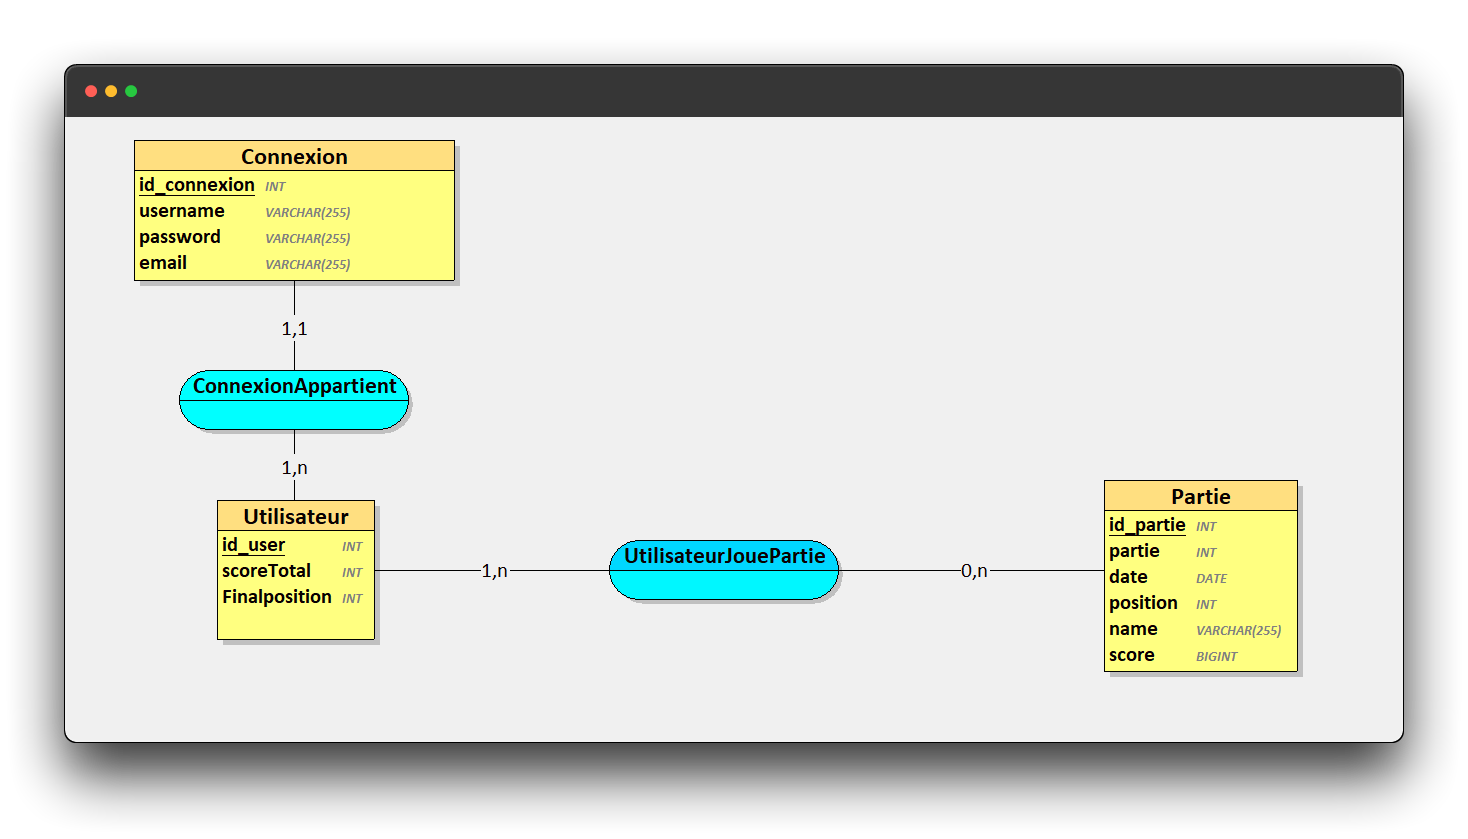 Connexion
id_connexion INT
username VARCHAR(255)
password VARCHAR(255)
email VARCHAR(255)
1,1
ConnexionAppartient
1,n
Utilisateur
id_user INT
scoreTotal INT
Finalposition INT
1,n
UtilisateurJouePartie
0,n
Partie
id_partie INT
partie INT
date DATE
position INT
name VARCHAR(255)
score BIGINT